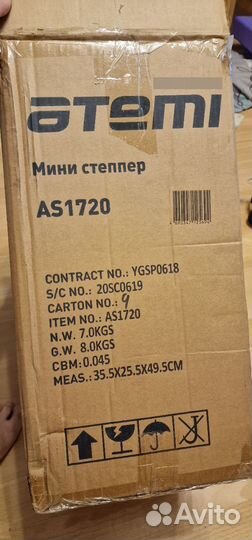 atemi
Мини степпер
AS1720
CONTRACT NO.: YGSP0618
S/C NO.: 20SC0619
CARTON NO.: 9
ITEM NO.: AS1720
N.W. 7.0KGS
G.W. 8.0KGS
CBM: 0.045
MEAS.: 35.5X25.5X49.5CM
Avito